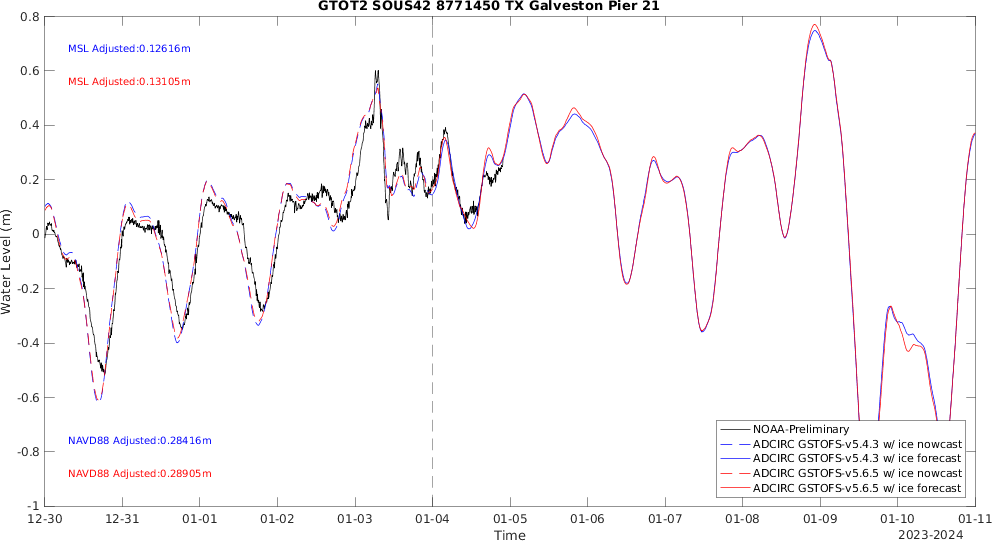 GTOT2 SOUS42 8771450 TX Galveston Pier 21
0.8
0.6
0.4
0.2
0
-0.2
-0.4
-0.6
-0.8
-1
Water Level (m)
MSL Adjusted:0.12616m
MSL Adjusted:0.13105m
NAVD88 Adjusted:0.28416m
NAVD88 Adjusted:0.28905m
NOAA-Preliminary
ADCIRC GSTOFS-v5.4.3 w/ ice nowcast
ADCIRC GSTOFS-v5.4.3 w/ ice forecast
ADCIRC GSTOFS-v5.6.5 w/ ice nowcast
ADCIRC GSTOFS-v5.6.5 w/ ice forecast
12-30 12-31 01-01 01-02 01-03 01-04 01-05 01-06 01-07 01-08 01-09 01-10 01-11
Time
2023-2024